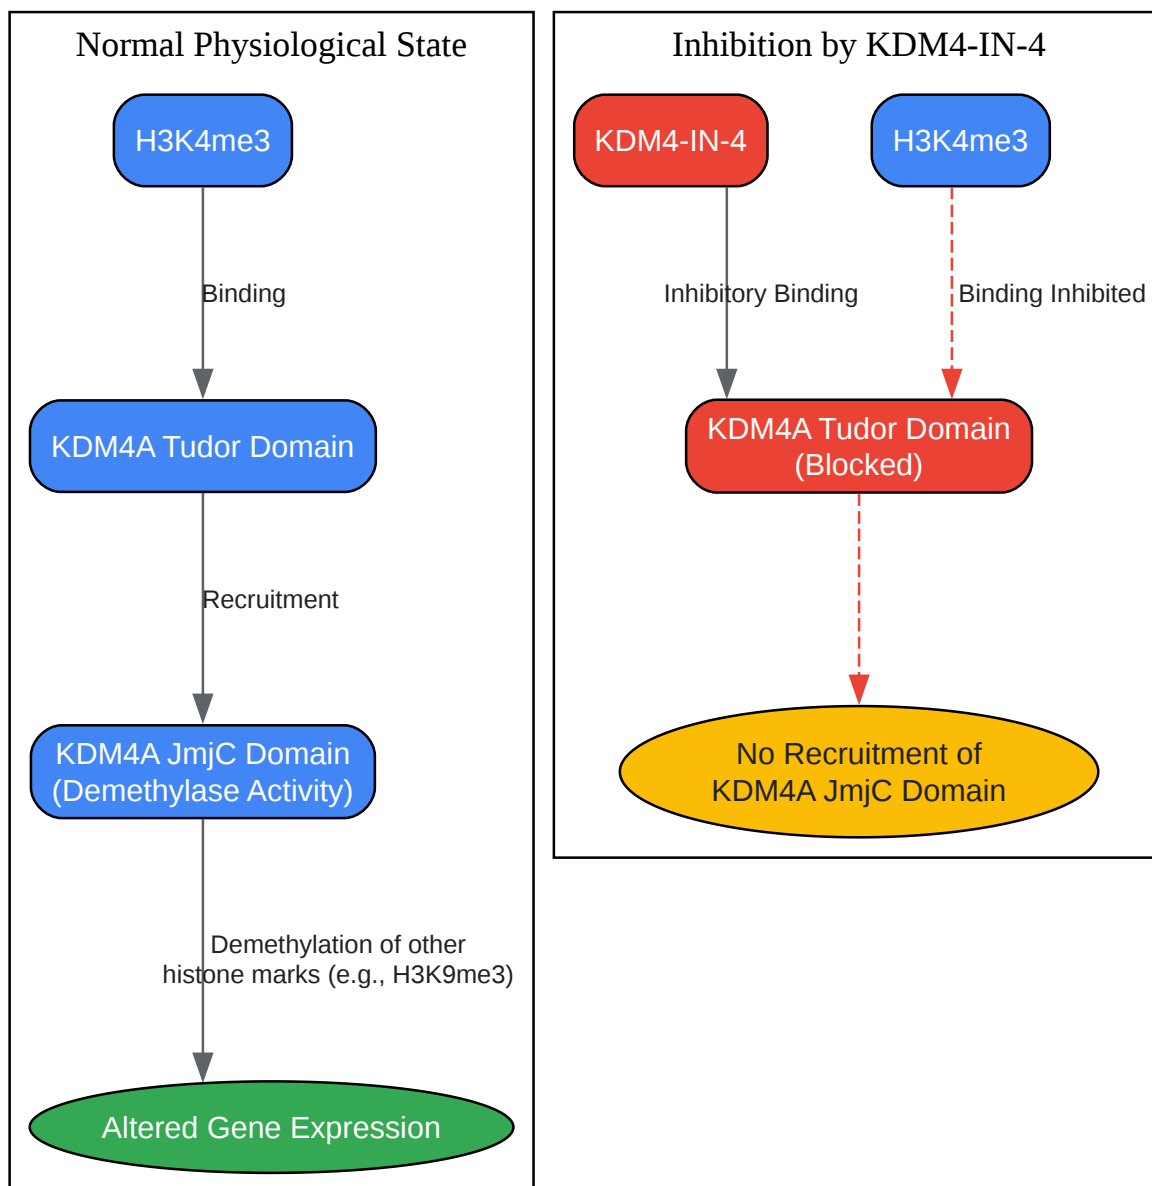 Normal Physiological State
H3K4me3
Binding
KDM4A Tudor Domain
Recruitment
KDM4A JmjC Domain
(Demethylase Activity)
Demethylation of other
histone marks (e.g., H3K9me3)
Altered Gene Expression
Inhibition by KDM4-IN-4
KDM4-IN-4
H3K4me3
Inhibitory Binding
Binding Inhibited
KDM4A Tudor Domain
(Blocked)
No Recruitment of
KDM4A JmjC Domain